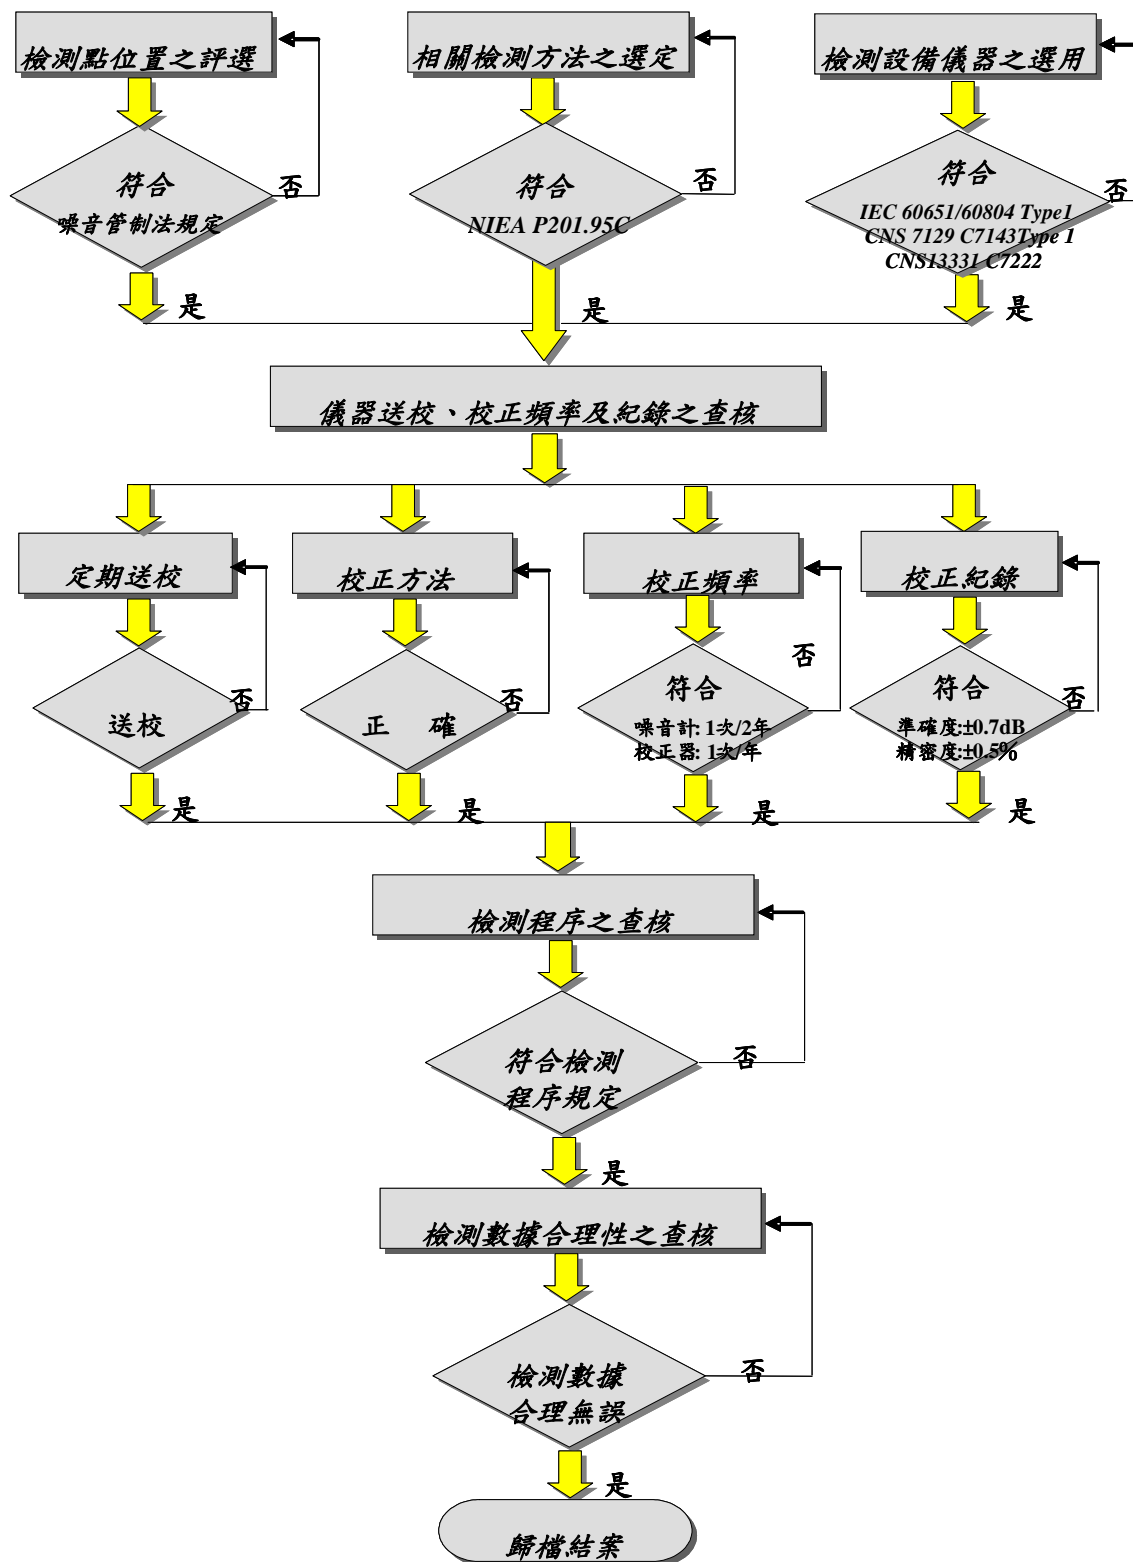 檢測點位置之評選
相關檢測方法之選定
檢測設備儀器之選用
符合
噪音管制法規定
否
符合
NIEA P201.95C
否
符合
IEC 60651/60804 Type1
CNS 7129 C7143Type 1
CNS13331 C7222
否
是
是
是
儀器送校、校正頻率及紀錄之查核
定期送校
校正方法
校正頻率
校正紀錄
送校
否
正 確
否
符合
噪音計: 1次/2年
校正器: 1次/年
否
符合
準確度:±0.7dB
精密度:±0.5%
否
是
是
是
是
檢測程序之查核
符合檢測
程序規定
否
是
檢測數據合理性之查核
檢測數據
合理無誤
否
是
歸檔結案